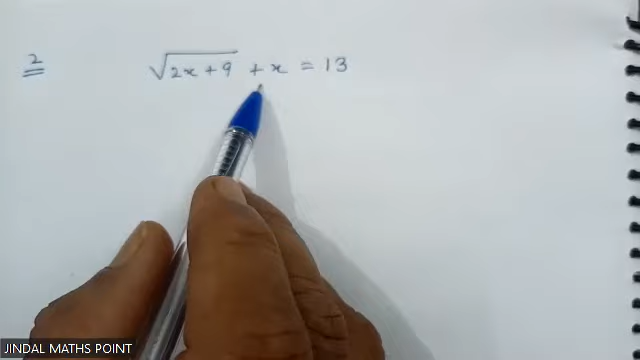 2 √(2x+9) + x = 13
JINDAL MATHS POINT